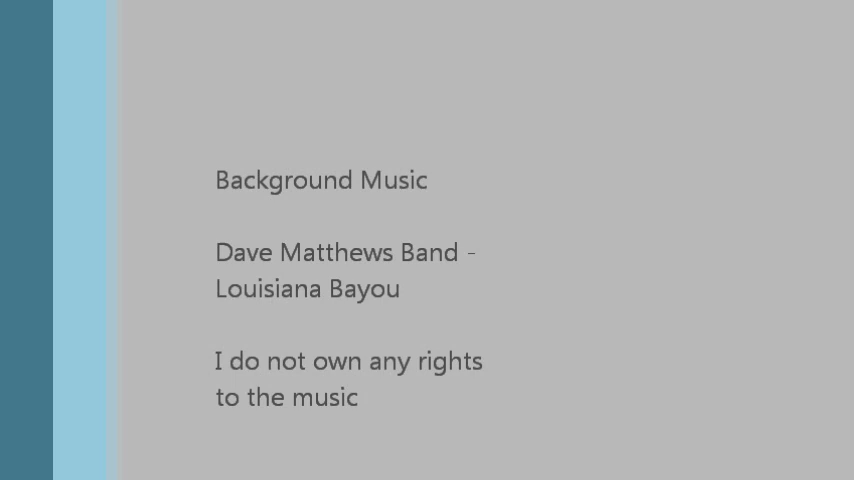 Background Music
Dave Matthews Band -
Louisiana Bayou
I do not own any rights
to the music